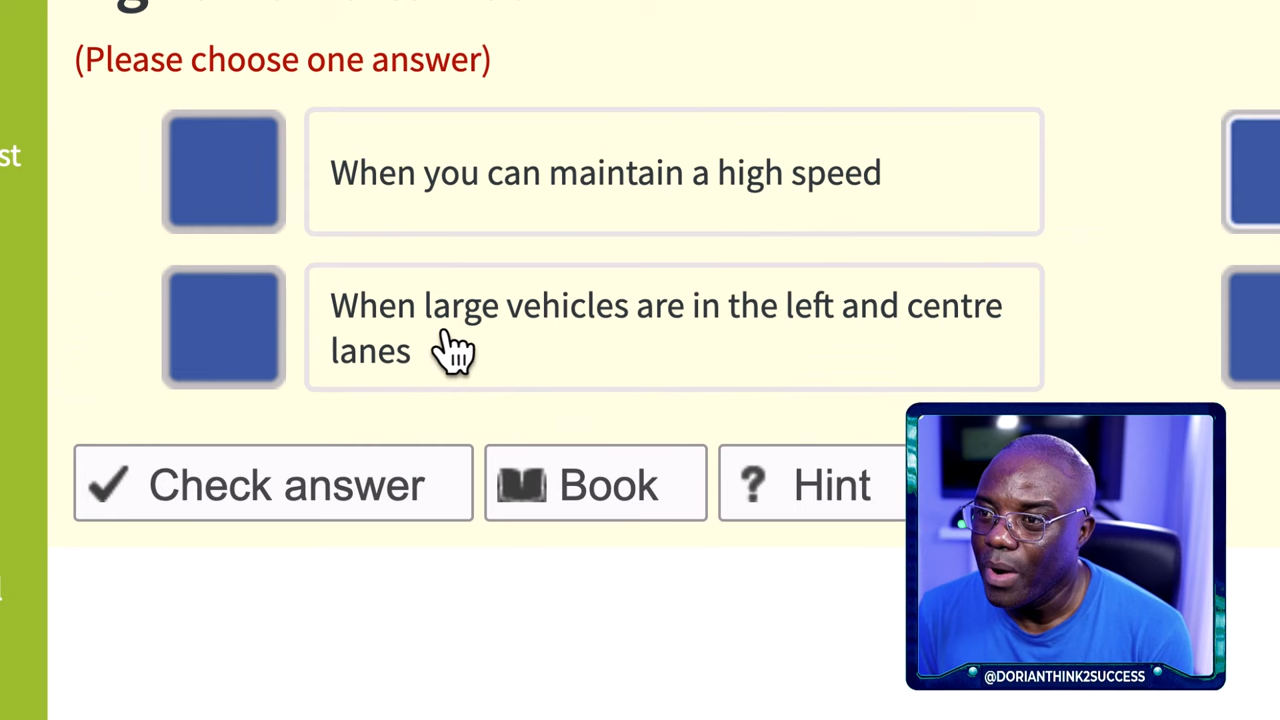 (Please choose one answer)
st
When you can maintain a high speed
When large vehicles are in the left and centre
lanes
Check answer
Book
? Hint
@DORIANTHINK2SUCCESS